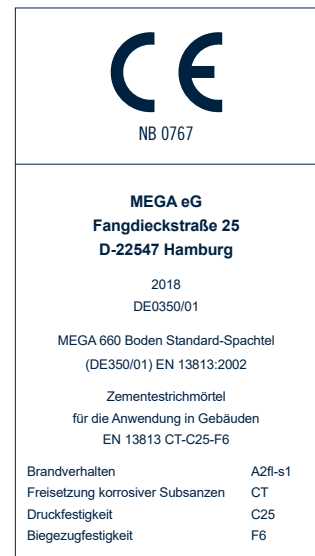 CE
NB 0767
MEGA eG
Fangdieckstraße 25
D-22547 Hamburg
2018
DE0350/01
MEGA 660 Boden Standard-Spachtel
(DE350/01) EN 13813:2002
Zementestrichmörtel
für die Anwendung in Gebäuden
EN 13813 CT-C25-F6
Brandverhalten A2fl-s1
Freisetzung korrosiver Subsanzen CT
Druckfestigkeit C25
Biegezugfestigkeit F6